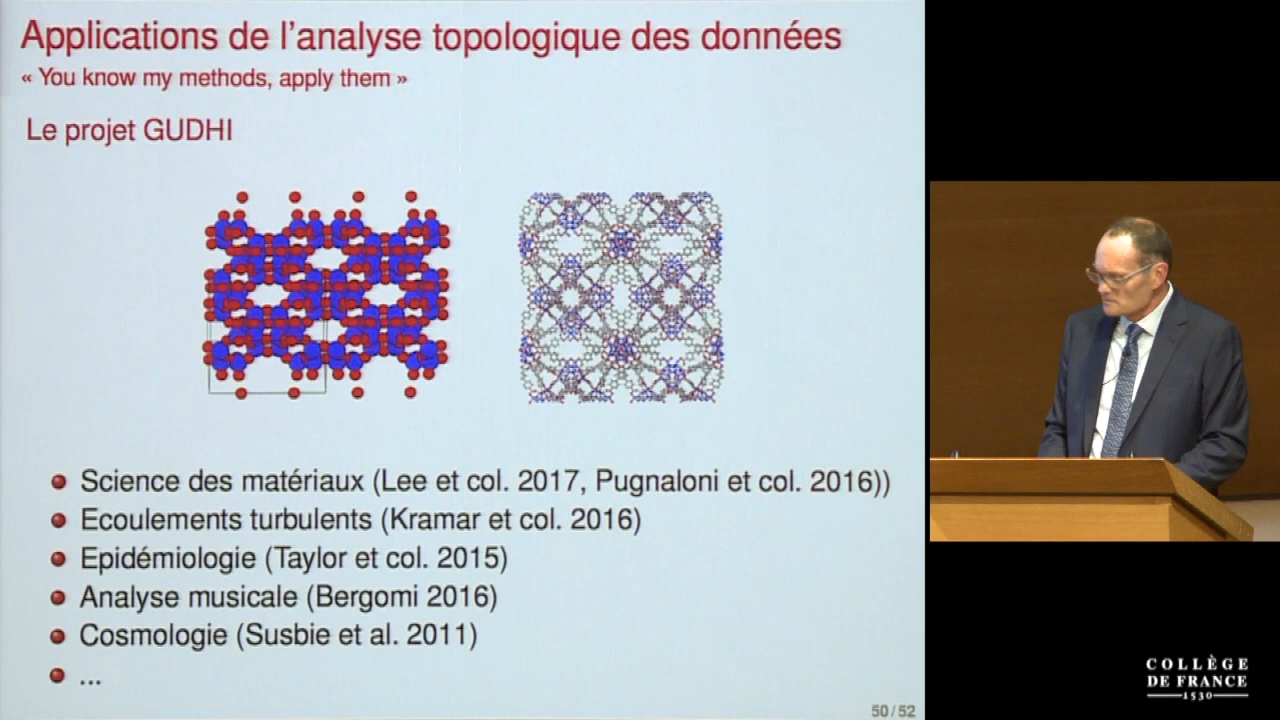 Applications de l'analyse topologique des données
« You know my methods, apply them »
Le projet GUDHI
Science des matériaux (Lee et col. 2017, Pugnaloni et col. 2016))
Ecoulements turbulents (Kramar et col. 2016)
Epidémiologie (Taylor et col. 2015)
Analyse musicale (Bergomi 2016)
Cosmologie (Susbie et al. 2011)
...
50 / 52
COLLÈGE
DE FRANCE
1530